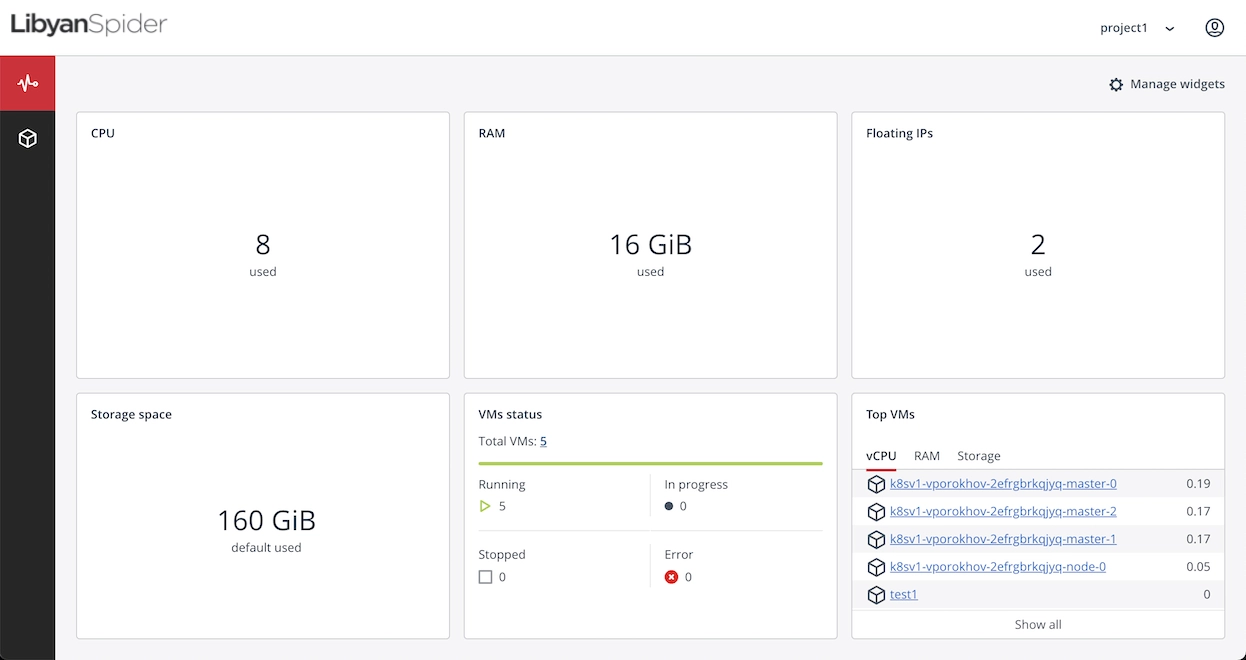 LibyanSpider
project1
Manage widgets
CPU
8
used
RAM
16 GiB
used
Floating IPs
2
used
Storage space
160 GiB
default used
VMs status
Total VMs: 5
Running
5
In progress
0
Stopped
0
Error
0
Top VMs
vCPU RAM Storage
k8sv1-vporokhov-2efrgbrkqjyq-master-0 0.19
k8sv1-vporokhov-2efrgbrkqjyq-master-2 0.17
k8sv1-vporokhov-2efrgbrkqjyq-master-1 0.17
k8sv1-vporokhov-2efrgbrkqjyq-node-0 0.05
test1 0
Show all